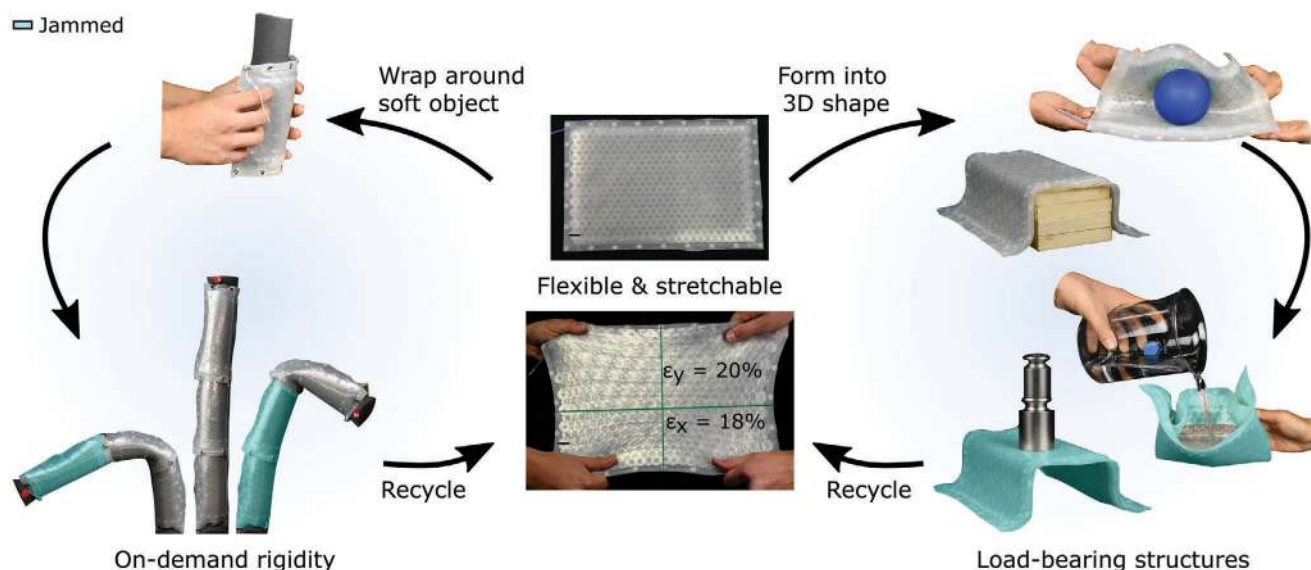 Jammed
Wrap around
soft object
Form into
3D shape
Flexible & stretchable
εy = 20%
εx = 18%
Recycle
Recycle
On-demand rigidity
Load-bearing structures